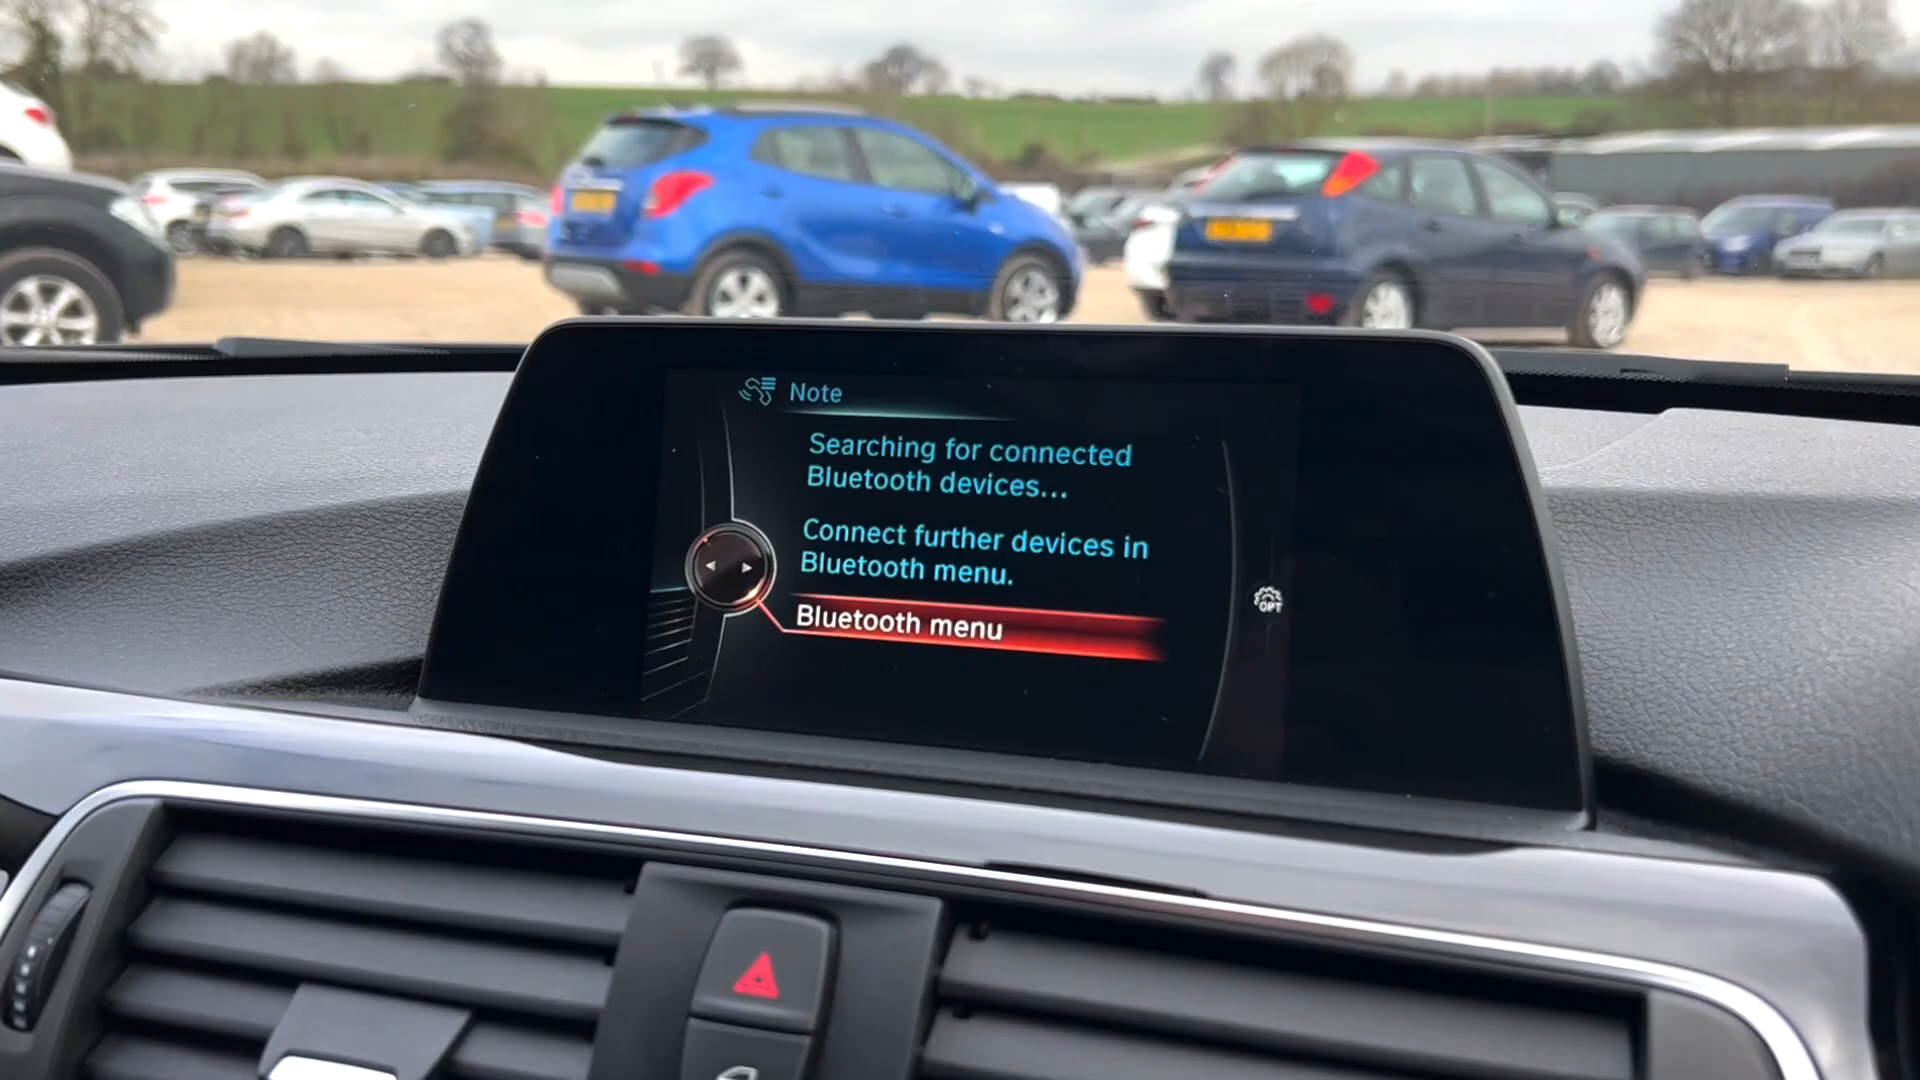 Note
Searching for connected
Bluetooth devices...
Connect further devices in
Bluetooth menu.
Bluetooth menu
OPT